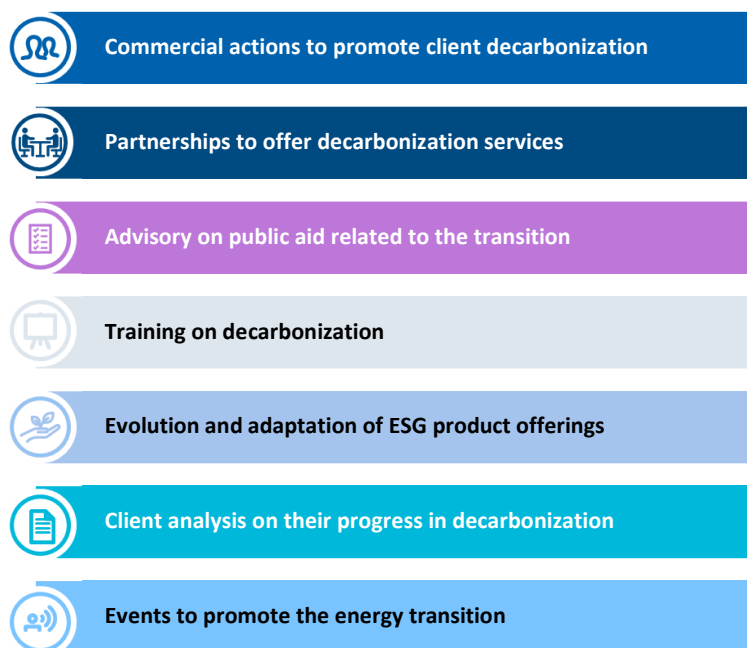 Commercial actions to promote client decarbonization
Partnerships to offer decarbonization services
Advisory on public aid related to the transition
Training on decarbonization
Evolution and adaptation of ESG product offerings
Client analysis on their progress in decarbonization
Events to promote the energy transition